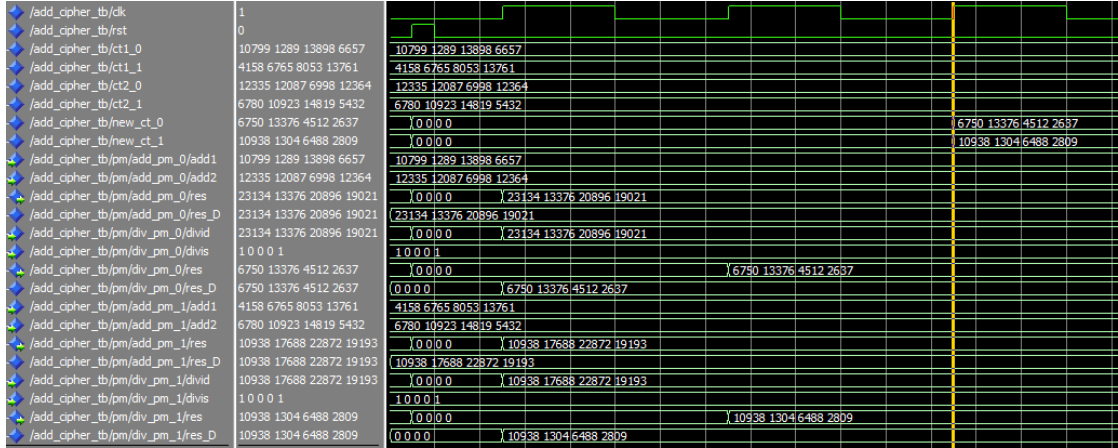 /add_cipher_tb/clk 1
/add_cipher_tb/rst 0
/add_cipher_tb/ct1_0 10799 1289 13898 6657 10799 1289 13898 6657
/add_cipher_tb/ct1_1 4158 6765 8053 13761 4158 6765 8053 13761
/add_cipher_tb/ct2_0 12335 12087 6998 12364 12335 12087 6998 12364
/add_cipher_tb/ct2_1 6780 10923 14819 5432 6780 10923 14819 5432
/add_cipher_tb/new_ct_0 6750 13376 4512 2637 0 0 0 0 6750 13376 4512 2637
/add_cipher_tb/new_ct_1 10938 1304 6488 2809 0 0 0 0 10938 1304 6488 2809
/add_cipher_tb/pm/add_pm_0/add1 10799 1289 13898 6657 10799 1289 13898 6657
/add_cipher_tb/pm/add_pm_0/add2 12335 12087 6998 12364 12335 12087 6998 12364
/add_cipher_tb/pm/add_pm_0/res 23134 13376 20896 19021 0 0 0 0 23134 13376 20896 19021
/add_cipher_tb/pm/add_pm_0/res_D 23134 13376 20896 19021 23134 13376 20896 19021
/add_cipher_tb/pm/div_pm_0/divid 23134 13376 20896 19021 0 0 0 0 23134 13376 20896 19021
/add_cipher_tb/pm/div_pm_0/divis 1 0 0 0 1 1 0 0 0 1
/add_cipher_tb/pm/div_pm_0/res 6750 13376 4512 2637 0 0 0 0 6750 13376 4512 2637
/add_cipher_tb/pm/div_pm_0/res_D 6750 13376 4512 2637 0 0 0 0 6750 13376 4512 2637
/add_cipher_tb/pm/add_pm_1/add1 4158 6765 8053 13761 4158 6765 8053 13761
/add_cipher_tb/pm/add_pm_1/add2 6780 10923 14819 5432 6780 10923 14819 5432
/add_cipher_tb/pm/add_pm_1/res 10938 17688 22872 19193 0 0 0 0 10938 17688 22872 19193
/add_cipher_tb/pm/add_pm_1/res_D 10938 17688 22872 19193 10938 17688 22872 19193
/add_cipher_tb/pm/div_pm_1/divid 10938 17688 22872 19193 0 0 0 0 10938 17688 22872 19193
/add_cipher_tb/pm/div_pm_1/divis 1 0 0 0 1 1 0 0 0 1
/add_cipher_tb/pm/div_pm_1/res 10938 1304 6488 2809 0 0 0 0 10938 1304 6488 2809
/add_cipher_tb/pm/div_pm_1/res_D 10938 1304 6488 2809 0 0 0 0 10938 1304 6488 2809